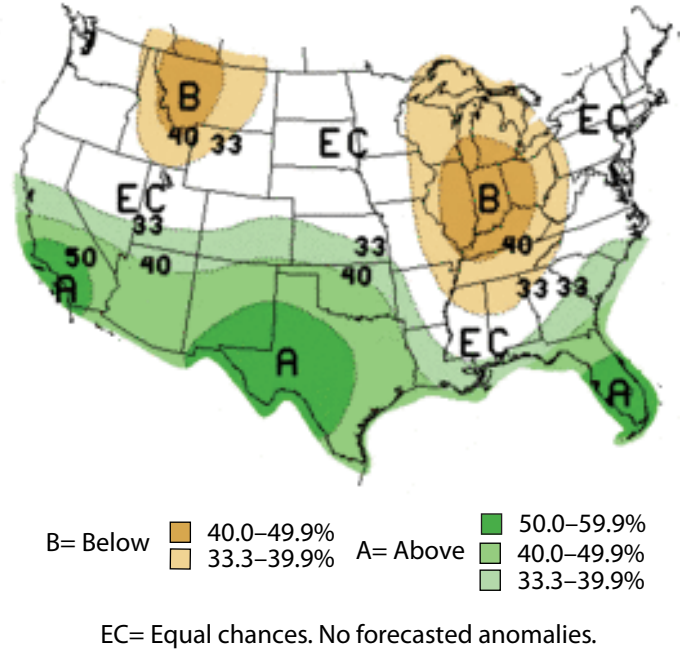 B
40 33
EC
EC
EC
B
40
33 33
EC
33
40
50
A
33
40
A
A
B= Below
40.0–49.9%
33.3–39.9%
A= Above
50.0–59.9%
40.0–49.9%
33.3–39.9%
EC= Equal chances. No forecasted anomalies.